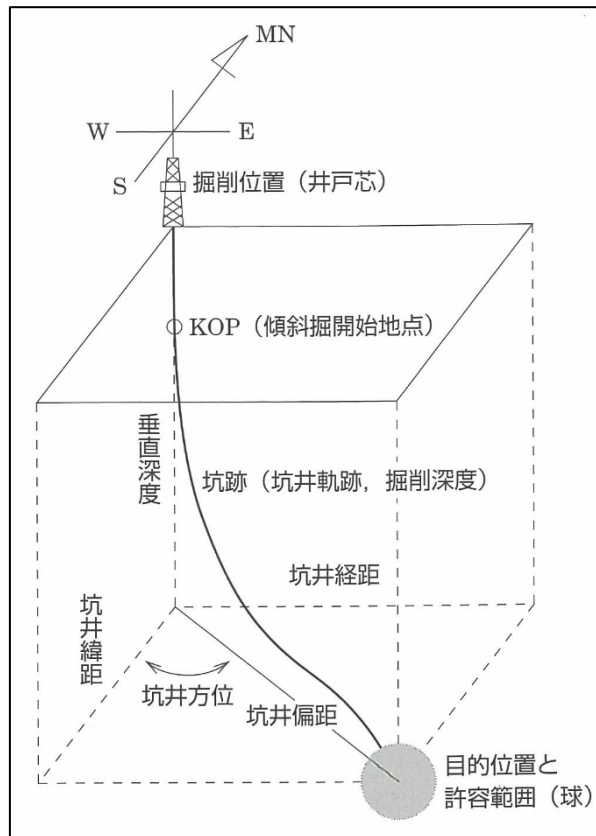 MN
W
E
S
掘削位置（井戸芯）
KOP（傾斜掘開始地点）
垂直深度
坑跡（坑井軌跡，掘削深度）
坑井経距
坑井緯距
坑井方位
坑井偏距
目的位置と
許容範囲（球）